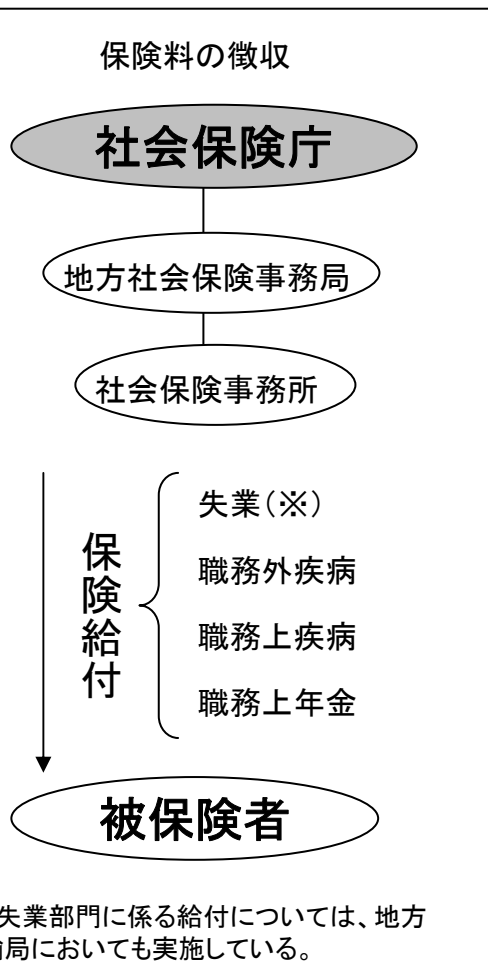 保険料の徴収
社会保険庁
地方社会保険事務局
社会保険事務所
保険給付
失業(※)
職務外疾病
職務上疾病
職務上年金
被保険者
失業部門に係る給付については、地方
局においても実施している。